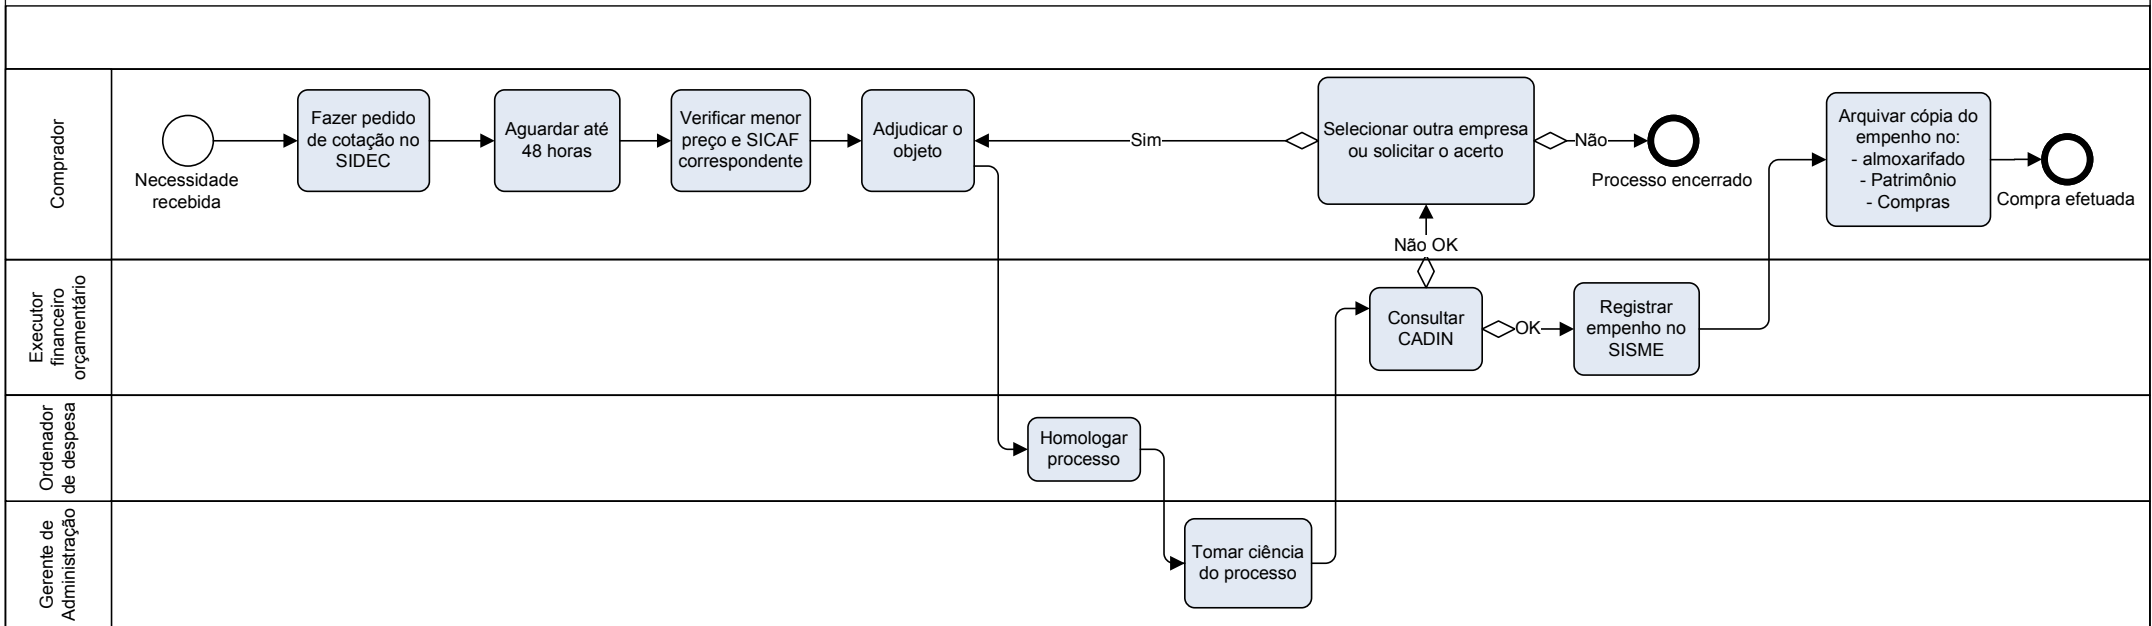 Comprador
Necessidade
recebida
Fazer pedido
de cotação no
SIDEC
Aguardar até
48 horas
Verificar menor
preço e SICAF
correspondente
Adjudicar o
objeto
Sim
Selecionar outra empresa
ou solicitar o acerto
Não
Processo encerrado
Arquivar cópia do
empenho no:
- almoxarifado
- Patrimônio
- Compras
Compra efetuada
Não OK
Executor
financeiro
orçamentário
Consultar
CADIN
OK
Registrar
empenho no
SISME
Ordenador
de despesa
Homologar
processo
Gerente de
Administração
Tomar ciência
do processo